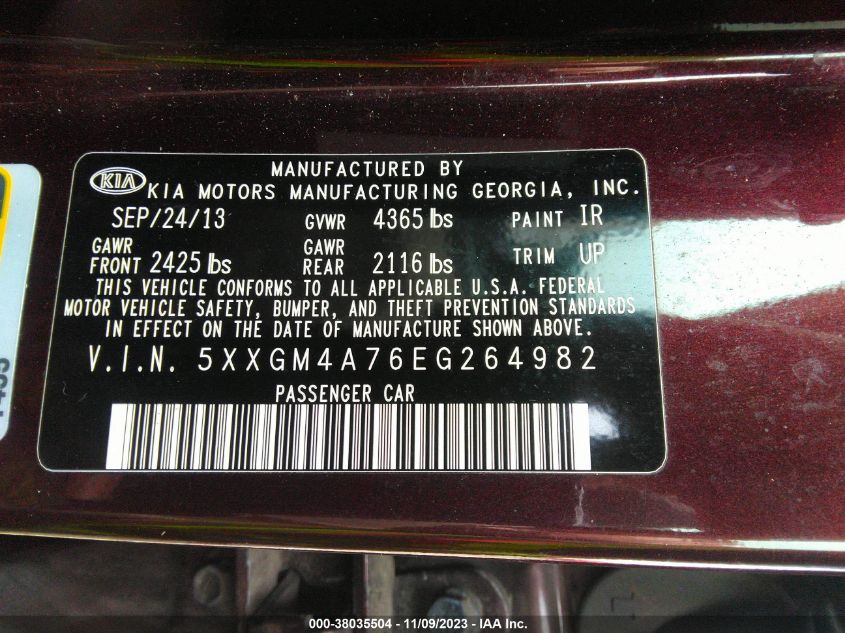 MANUFACTURED BY
KIA KIA MOTORS MANUFACTURING GEORGIA, INC.
SEP/24/13 GVWR 4365 lbs PAINT IR
GAWR FRONT 2425 lbs GAWR REAR 2116 lbs TRIM UP
THIS VEHICLE CONFORMS TO ALL APPLICABLE U.S.A. FEDERAL
MOTOR VEHICLE SAFETY, BUMPER, AND THEFT PREVENTION STANDARDS
IN EFFECT ON THE DATE OF MANUFACTURE SHOWN ABOVE.
V.I.N. 5XXGM4A76EG264982
PASSENGER CAR
000-38035504 - 11/09/2023 - IAA Inc.